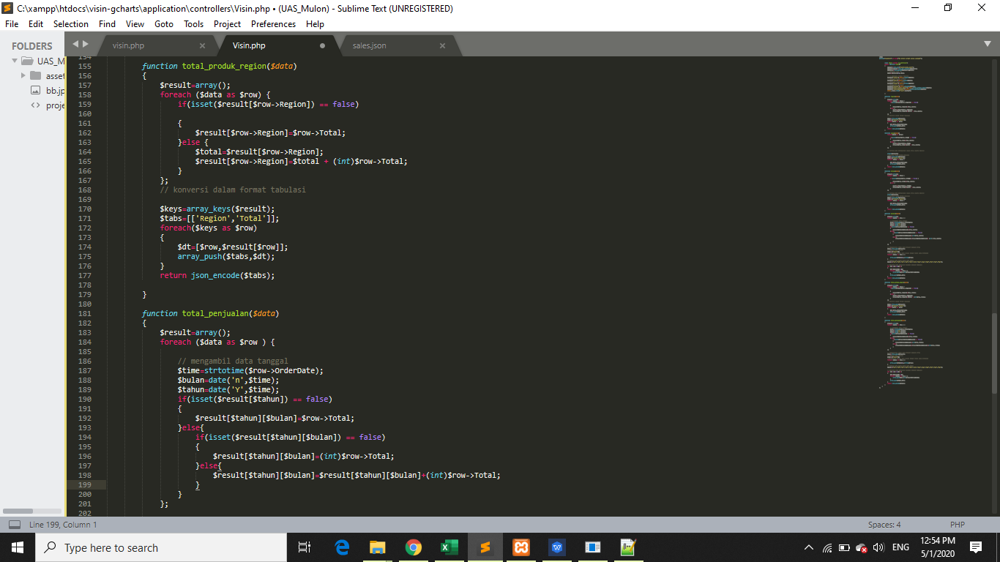 C:\xampp\htdocs\visin-gcharts\application\controllers\Visin.php • (UAS_Mulon) - Sublime Text (UNREGISTERED)
File Edit Selection Find View Goto Tools Project Preferences Help
FOLDERS
UAS_M
asset
bb.jp
proje
visin.php
Visin.php
sales.json
154
155 function total_produk_region($data)
156 {
157 $result=array();
158 foreach ($data as $row) {
159 if(isset($result[$row->Region]) == false)
160
161 {
162 $result[$row->Region]=$row->Total;
163 }else {
164 $total=$result[$row->Region];
165 $result[$row->Region]=$total + (int)$row->Total;
166 }
167 };
168 // konversi dalam format tabulasi
169
170 $keys=array_keys($result);
171 $tabs=[['Region','Total']];
172 foreach($keys as $row)
173 {
174 $dt=[$row,$result[$row]];
175 array_push($tabs,$dt);
176 }
177 return json_encode($tabs);
178
179 }
180
181 function total_penjualan($data)
182 {
183 $result=array();
184 foreach ($data as $row ) {
185
186 // mengambil data tanggal
187 $time=strtotime($row->OrderDate);
188 $bulan=date('n',$time);
189 $tahun=date('Y',$time);
190 if(isset($result[$tahun]) == false)
191 {
192 $result[$tahun][$bulan]=$row->Total;
193 }else{
194 if(isset($result[$tahun][$bulan]) == false)
195 {
196 $result[$tahun][$bulan]=(int)$row->Total;
197 }else{
198 $result[$tahun][$bulan]=$result[$tahun][$bulan]+(int)$row->Total;
199 }
200 }
201 };
202
Line 199, Column 1
Spaces: 4
PHP
Type here to search
ENG
12:54 PM
5/1/2020